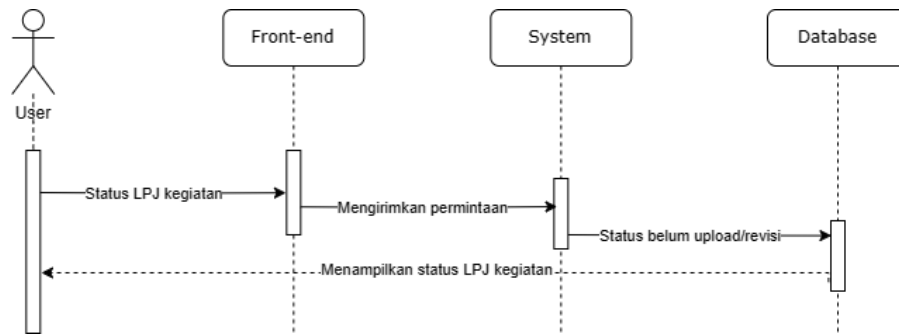 Front-end
System
Database
User
Status LPJ kegiatan
Mengirimkan permintaan
Status belum upload/revisi
Menampilkan status LPJ kegiatan